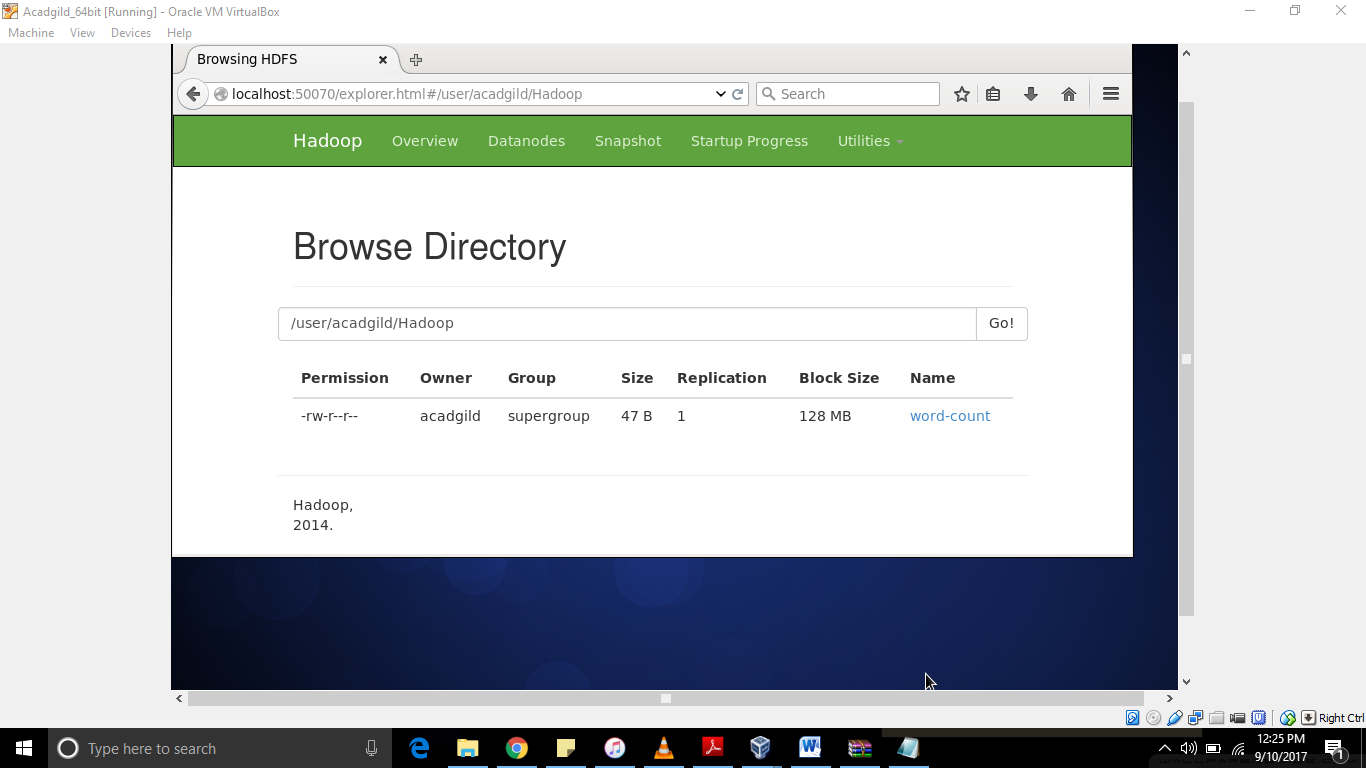 Acadgild_64bit [Running] - Oracle VM VirtualBox
Machine View Devices Help
Browsing HDFS
localhost:50070/explorer.html#/user/acadgild/Hadoop
Search
Hadoop Overview Datanodes Snapshot Startup Progress Utilities
Browse Directory
/user/acadgild/Hadoop Go!
Permission Owner Group Size Replication Block Size Name
-rw-r--r-- acadgild supergroup 47 B 1 128 MB word-count
Hadoop,
2014.
Right Ctrl
Type here to search
12:25 PM
9/10/2017
1